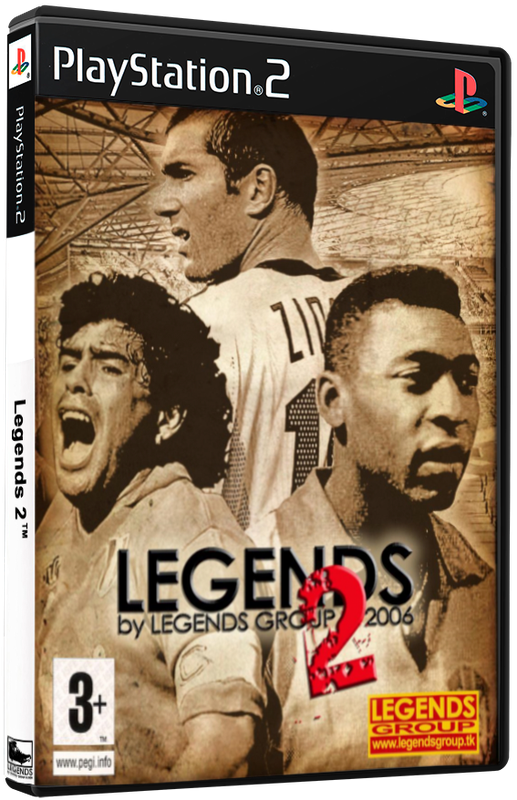 PlayStation®2
PlayStation®2
ZID
1
LEGENDS
by LEGENDS GROUP 2006
2
3+
www.pegi.info
LEGENDS
GROUP
www.legendsgroup.tk
Legends 2™